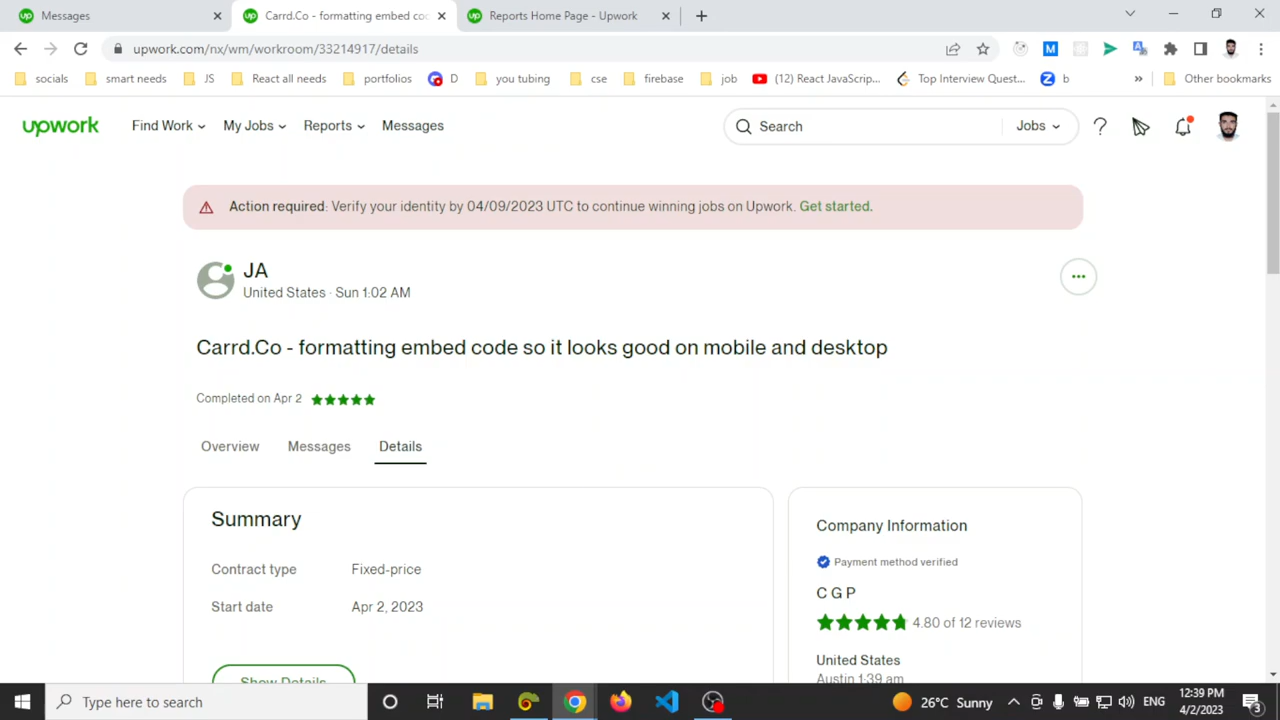 Messages
Carrd.Co - formatting embed coc
Reports Home Page - Upwork
upwork.com/nx/wm/workroom/33214917/details
socials
smart needs
JS
React all needs
portfolios
D
you tubing
cse
firebase
job
(12) React JavaScrip...
Top Interview Quest...
b
»
Other bookmarks
upwork
Find Work
My Jobs
Reports
Messages
Search
Jobs
Action required: Verify your identity by 04/09/2023 UTC to continue winning jobs on Upwork. Get started.
JA
United States · Sun 1:02 AM
Carrd.Co - formatting embed code so it looks good on mobile and desktop
Completed on Apr 2
Overview
Messages
Details
Summary
Contract type
Fixed-price
Start date
Apr 2, 2023
Show Details
Company Information
Payment method verified
C G P
4.80 of 12 reviews
United States
Austin 1:39 am
Type here to search
26°C Sunny
ENG
12:39 PM
4/2/2023
3